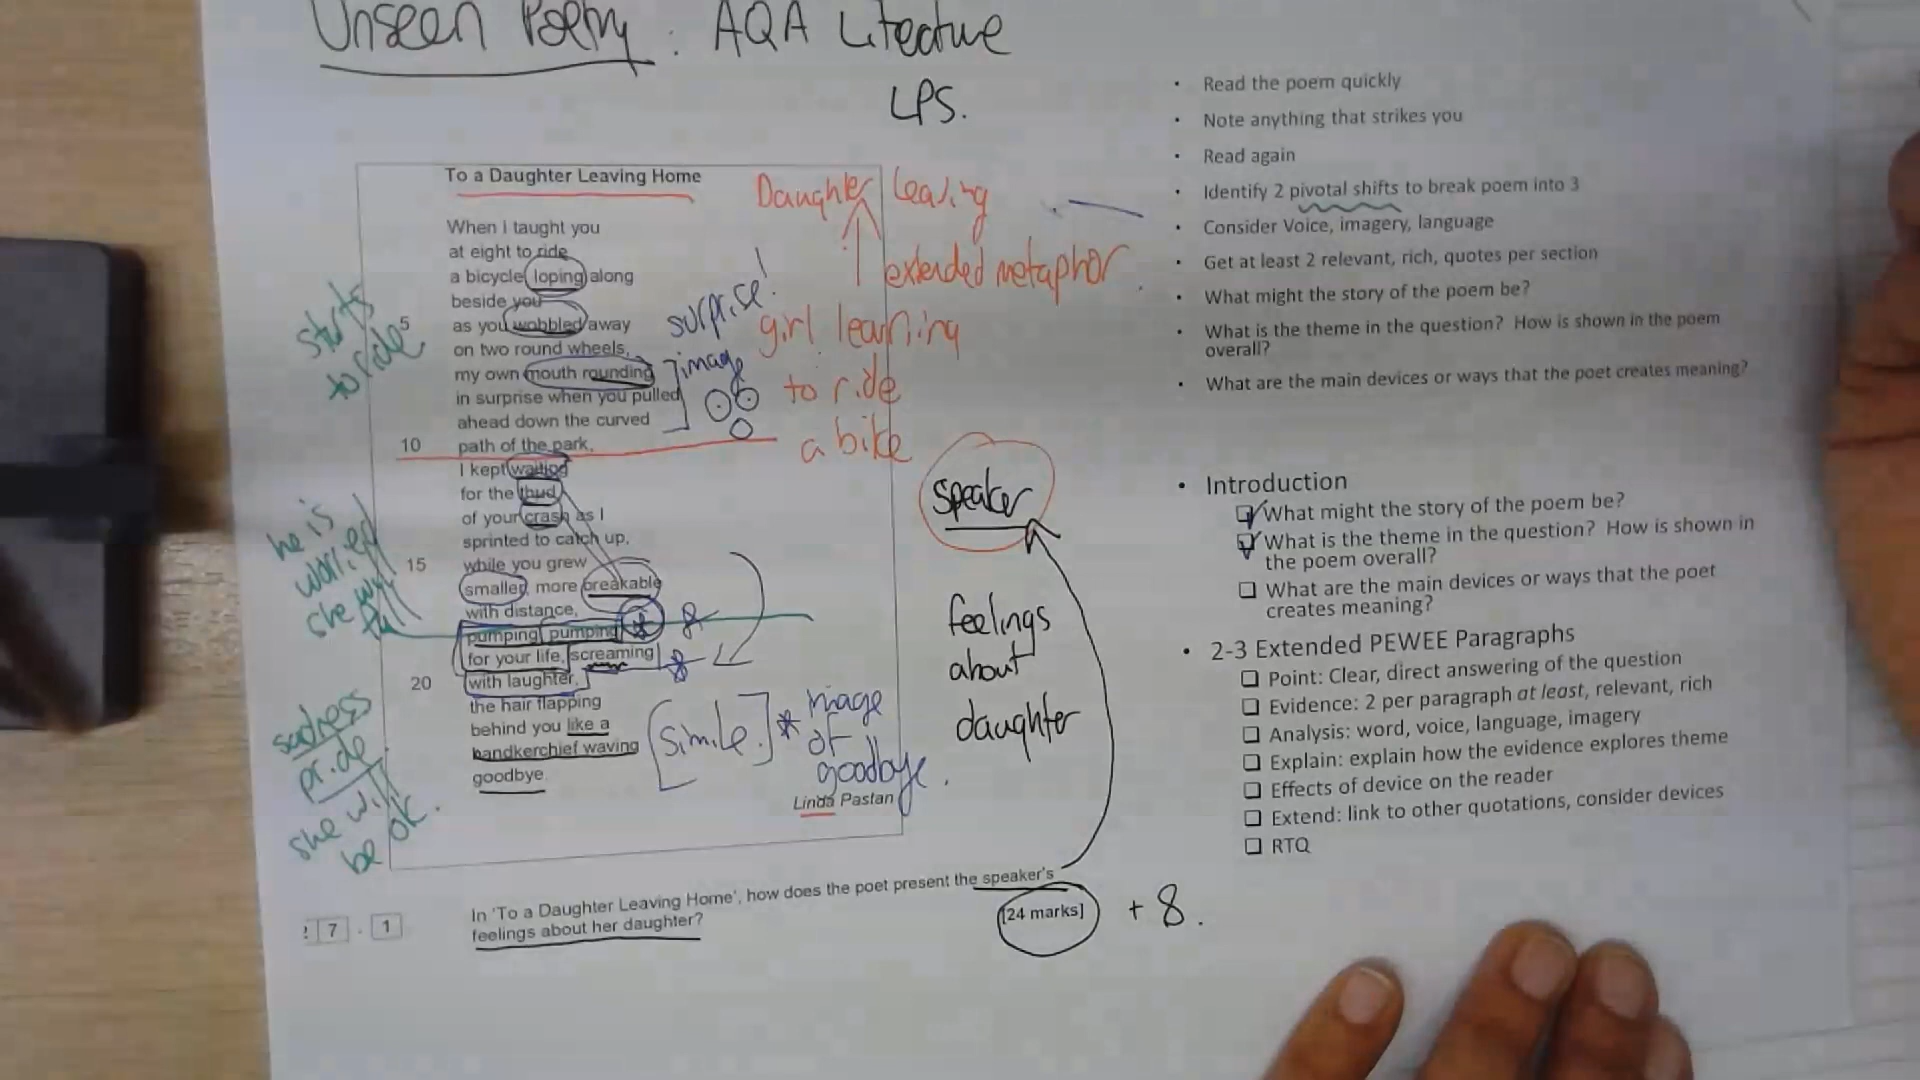 Unseen Poetry : AQA Literature
LPS.
To a Daughter Leaving Home
When I taught you
at eight to ride
a bicycle, loping along
beside you
5 as you wobbled away
on two round wheels,
my own mouth rounding
in surprise when you pulled
ahead down the curved
10 path of the park,
I kept waiting
for the thud
of your crash as I
sprinted to catch up,
15 while you grew
smaller, more breakable
with distance,
pumping, pumping
for your life, screaming
20 with laughter,
the hair flapping
behind you like a
handkerchief waving
goodbye.
Linda Pastan
starts
to ride
he is
worried
she will
fall
sadness
pride
she will
be ok.
surprise!
image
Daughter leaving
extended metaphor
girl learning
to ride
a bike
[simile.] * image
of
goodbye.
speaker
feelings
about
daughter
! 7 . 1
In 'To a Daughter Leaving Home', how does the poet present the speaker's
feelings about her daughter?
[24 marks] + 8.
• Read the poem quickly
• Note anything that strikes you
• Read again
• Identify 2 pivotal shifts to break poem into 3
• Consider Voice, imagery, language
• Get at least 2 relevant, rich, quotes per section
• What might the story of the poem be?
• What is the theme in the question? How is shown in the poem
overall?
• What are the main devices or ways that the poet creates meaning?
• Introduction
What might the story of the poem be?
What is the theme in the question? How is shown in
the poem overall?
What are the main devices or ways that the poet
creates meaning?
• 2-3 Extended PEWEE Paragraphs
Point: Clear, direct answering of the question
Evidence: 2 per paragraph at least, relevant, rich
Analysis: word, voice, language, imagery
Explain: explain how the evidence explores theme
Effects of device on the reader
Extend: link to other quotations, consider devices
RTQ